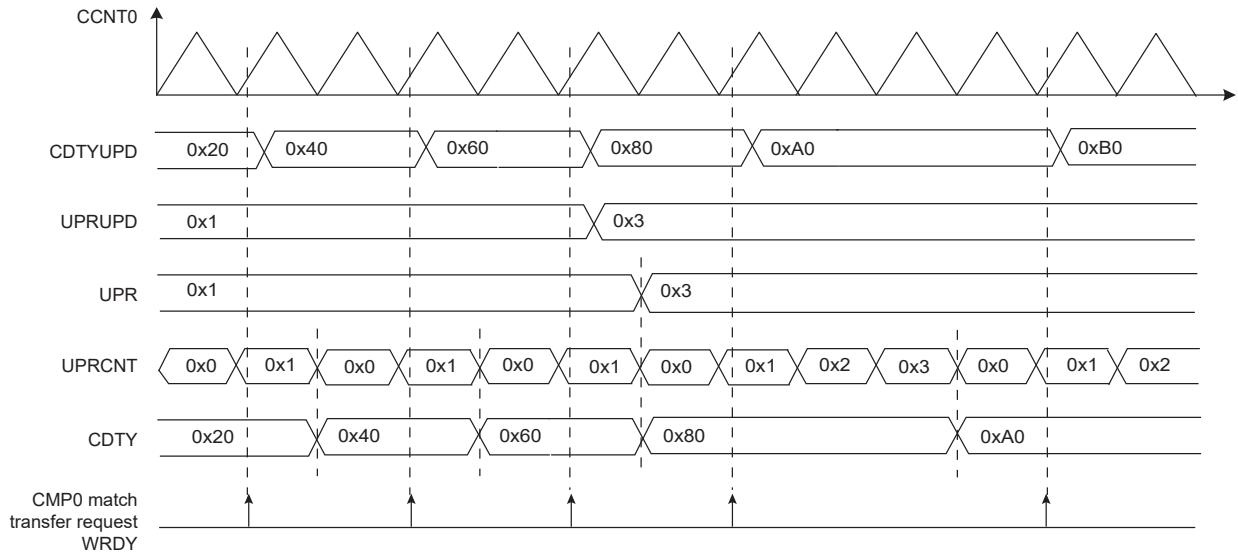 CCNT0
CDTYUPD 0x20 0x40 0x60 0x80 0xA0 0xB0
UPRUPD 0x1 0x3
UPR 0x1 0x3
UPRCNT 0x0 0x1 0x0 0x1 0x0 0x1 0x0 0x1 0x2 0x3 0x0 0x1 0x2
CDTY 0x20 0x40 0x60 0x80 0xA0
CMP0 match
transfer request
WRDY